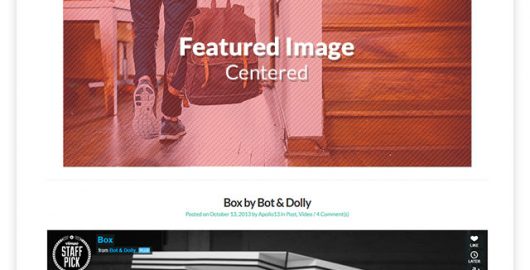 Featured Image
Centered
Box by Bot & Dolly
Posted on October 13, 2013 by Apollo13 in Post, Video / 4 Comment(s)
vimeo
STAFF
PICK
Box
from Bot & Dolly PLUS
LIKE
LATER